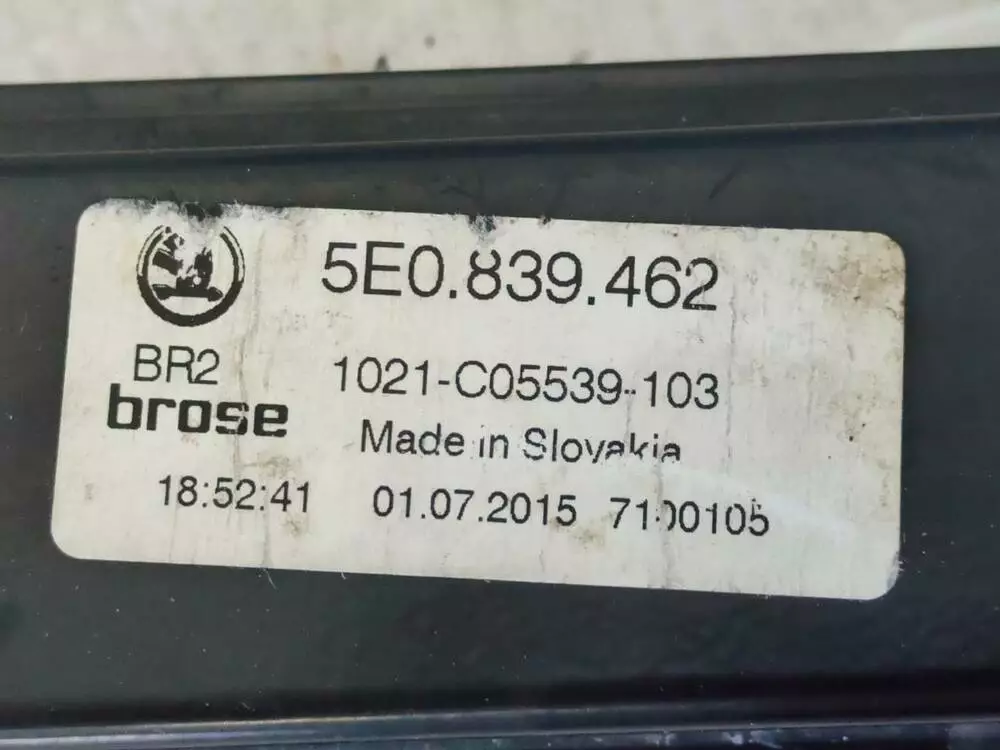 5E0.839.462
BR2
1021-C05539-103
brose
Made in Slovakia
18:52:41 01.07.2015 7100105